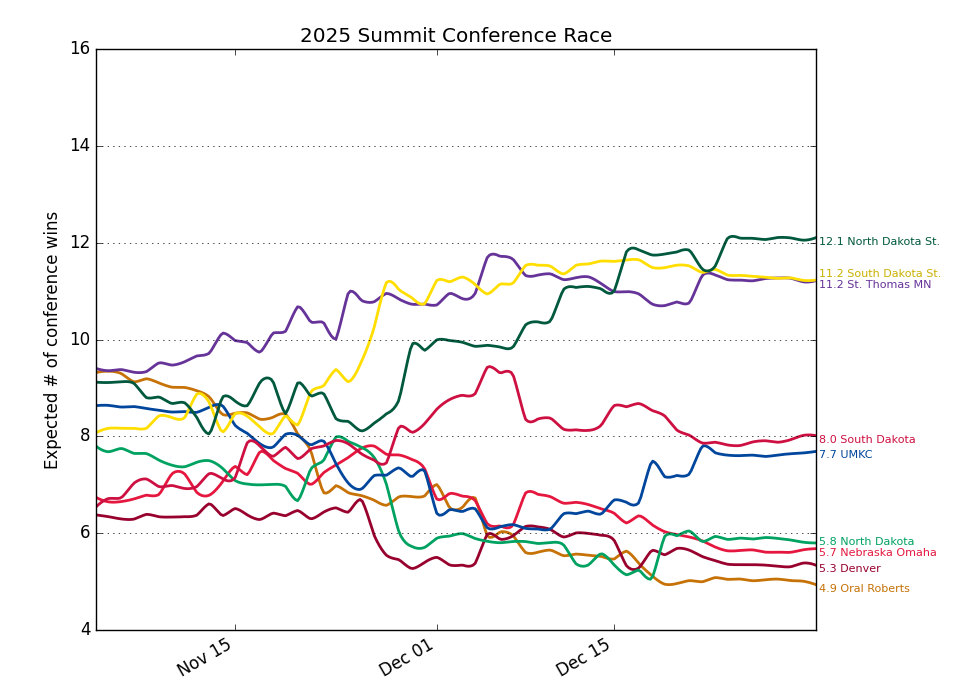 2025 Summit Conference Race
Expected # of conference wins
16
14
12
10
8
6
4
Nov 15
Dec 01
Dec 15
12.1 North Dakota St.
11.2 South Dakota St.
11.2 St. Thomas MN
8.0 South Dakota
7.7 UMKC
5.8 North Dakota
5.7 Nebraska Omaha
5.3 Denver
4.9 Oral Roberts